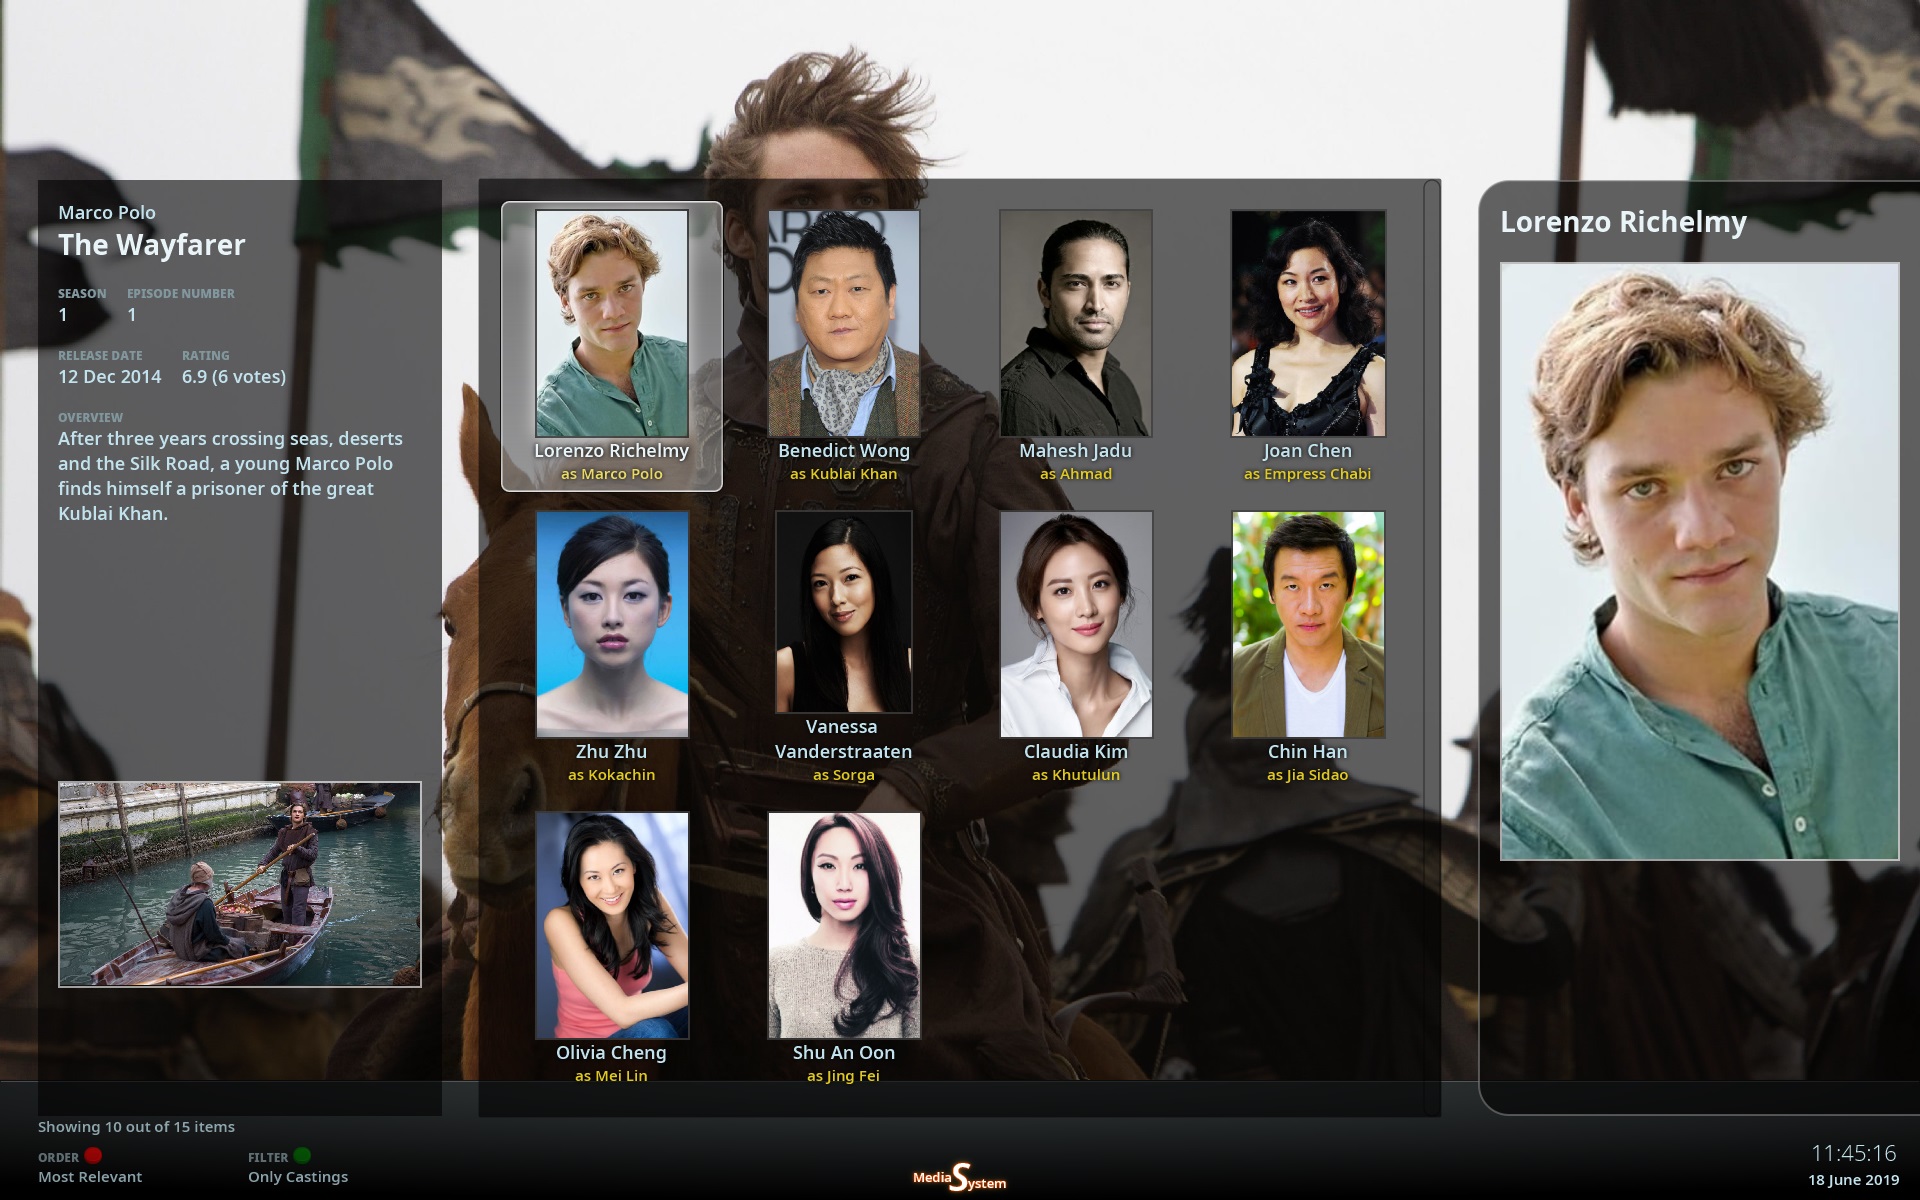 Marco Polo
The Wayfarer
SEASON EPISODE NUMBER
1 1
RELEASE DATE RATING
12 Dec 2014 6.9 (6 votes)
OVERVIEW
After three years crossing seas, deserts
and the Silk Road, a young Marco Polo
finds himself a prisoner of the great
Kublai Khan.
Lorenzo Richelmy
as Marco Polo
Benedict Wong
as Kublai Khan
Mahesh Jadu
as Ahmad
Joan Chen
as Empress Chabi
Zhu Zhu
as Kokachin
Vanessa
Vanderstraaten
as Sorga
Claudia Kim
as Khutulun
Chin Han
as Jia Sidao
Olivia Cheng
as Mei Lin
Shu An Oon
as Jing Fei
Lorenzo Richelmy
Showing 10 out of 15 items
ORDER
Most Relevant
FILTER
Only Castings
MediaSystem
11:45:16
18 June 2019